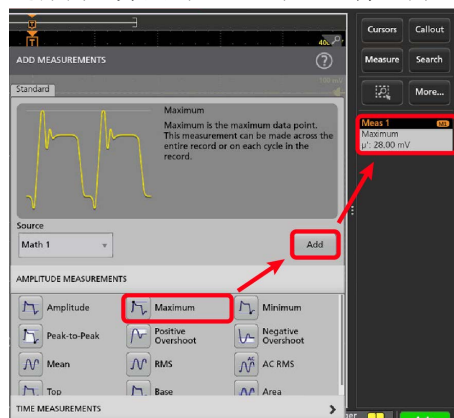 T
400
ADD MEASUREMENTS
?
Standard
Maximum
Maximum is the maximum data point.
This measurement can be made across the
entire record or on each cycle in the
record.
Source
Math 1
Add
AMPLITUDE MEASUREMENTS
Amplitude
Maximum
Minimum
Peak-to-Peak
Positive
Overshoot
Negative
Overshoot
Mean
RMS
AC
AC RMS
Top
Base
Area
TIME MEASUREMENTS
Cursors
Callout
Measure
Search
More...
Meas 1
M1
Maximum
µ': 28.00 mV